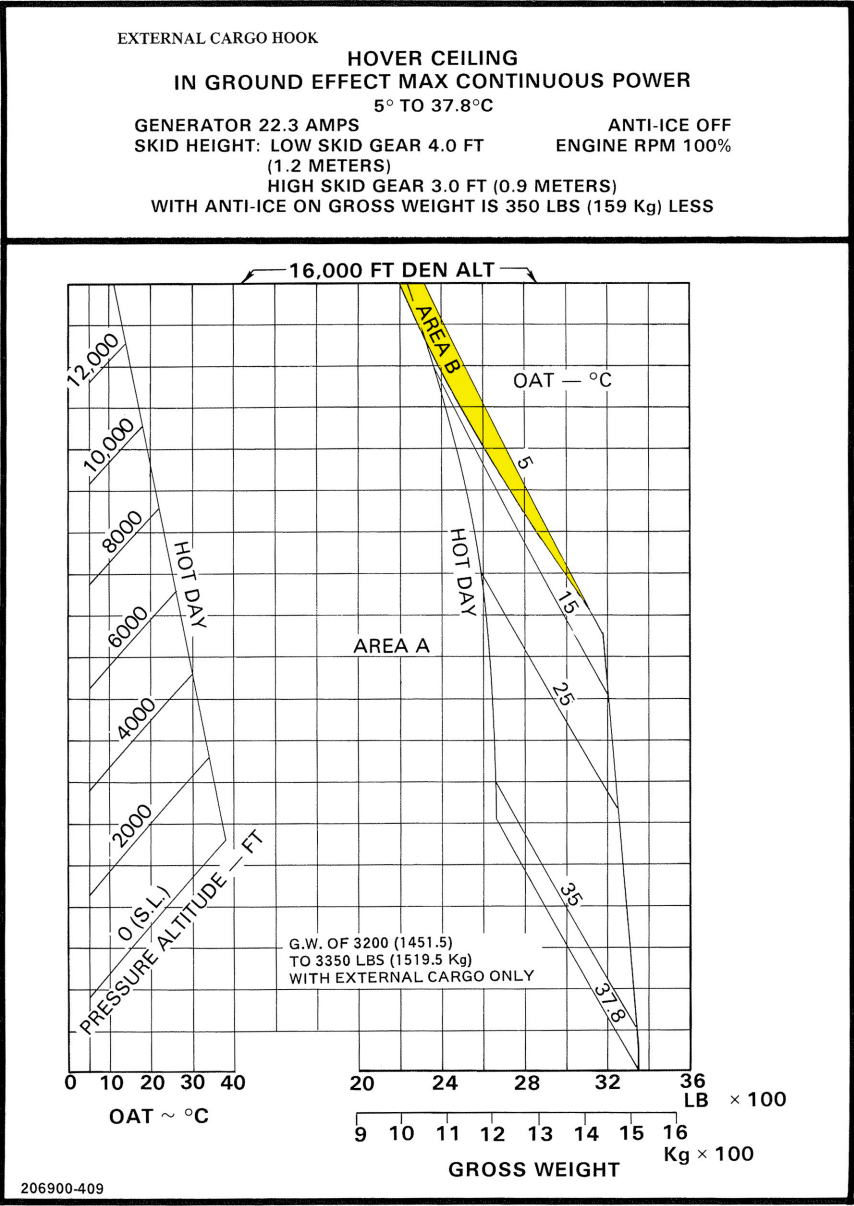 EXTERNAL CARGO HOOK
HOVER CEILING
IN GROUND EFFECT MAX CONTINUOUS POWER
5° TO 37.8°C
GENERATOR 22.3 AMPS ANTI-ICE OFF
SKID HEIGHT: LOW SKID GEAR 4.0 FT ENGINE RPM 100%
(1.2 METERS)
HIGH SKID GEAR 3.0 FT (0.9 METERS)
WITH ANTI-ICE ON GROSS WEIGHT IS 350 LBS (159 Kg) LESS
16,000 FT DEN ALT
12,000
10,000
8000
6000
4000
2000
0 (S.L.)
PRESSURE ALTITUDE — FT
HOT DAY
AREA B
OAT — °C
5
15
25
35
37.8
HOT DAY
AREA A
G.W. OF 3200 (1451.5)
TO 3350 LBS (1519.5 Kg)
WITH EXTERNAL CARGO ONLY
0 10 20 30 40
OAT ~ °C
20 24 28 32 36
LB × 100
9 10 11 12 13 14 15 16
Kg × 100
GROSS WEIGHT
206900-409